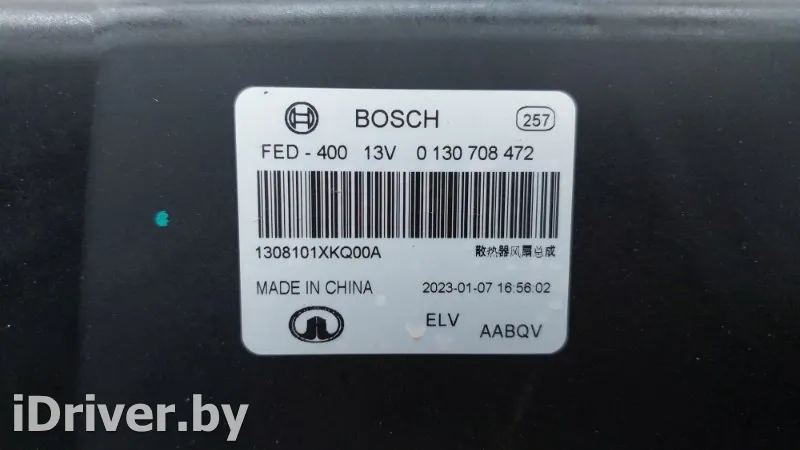 BOSCH 257
FED - 400 13V 0 130 708 472
1308101XKQ00A 散热器风扇总成
MADE IN CHINA 2023-01-07 16:56:02
ELV AABQV
iDriver.by